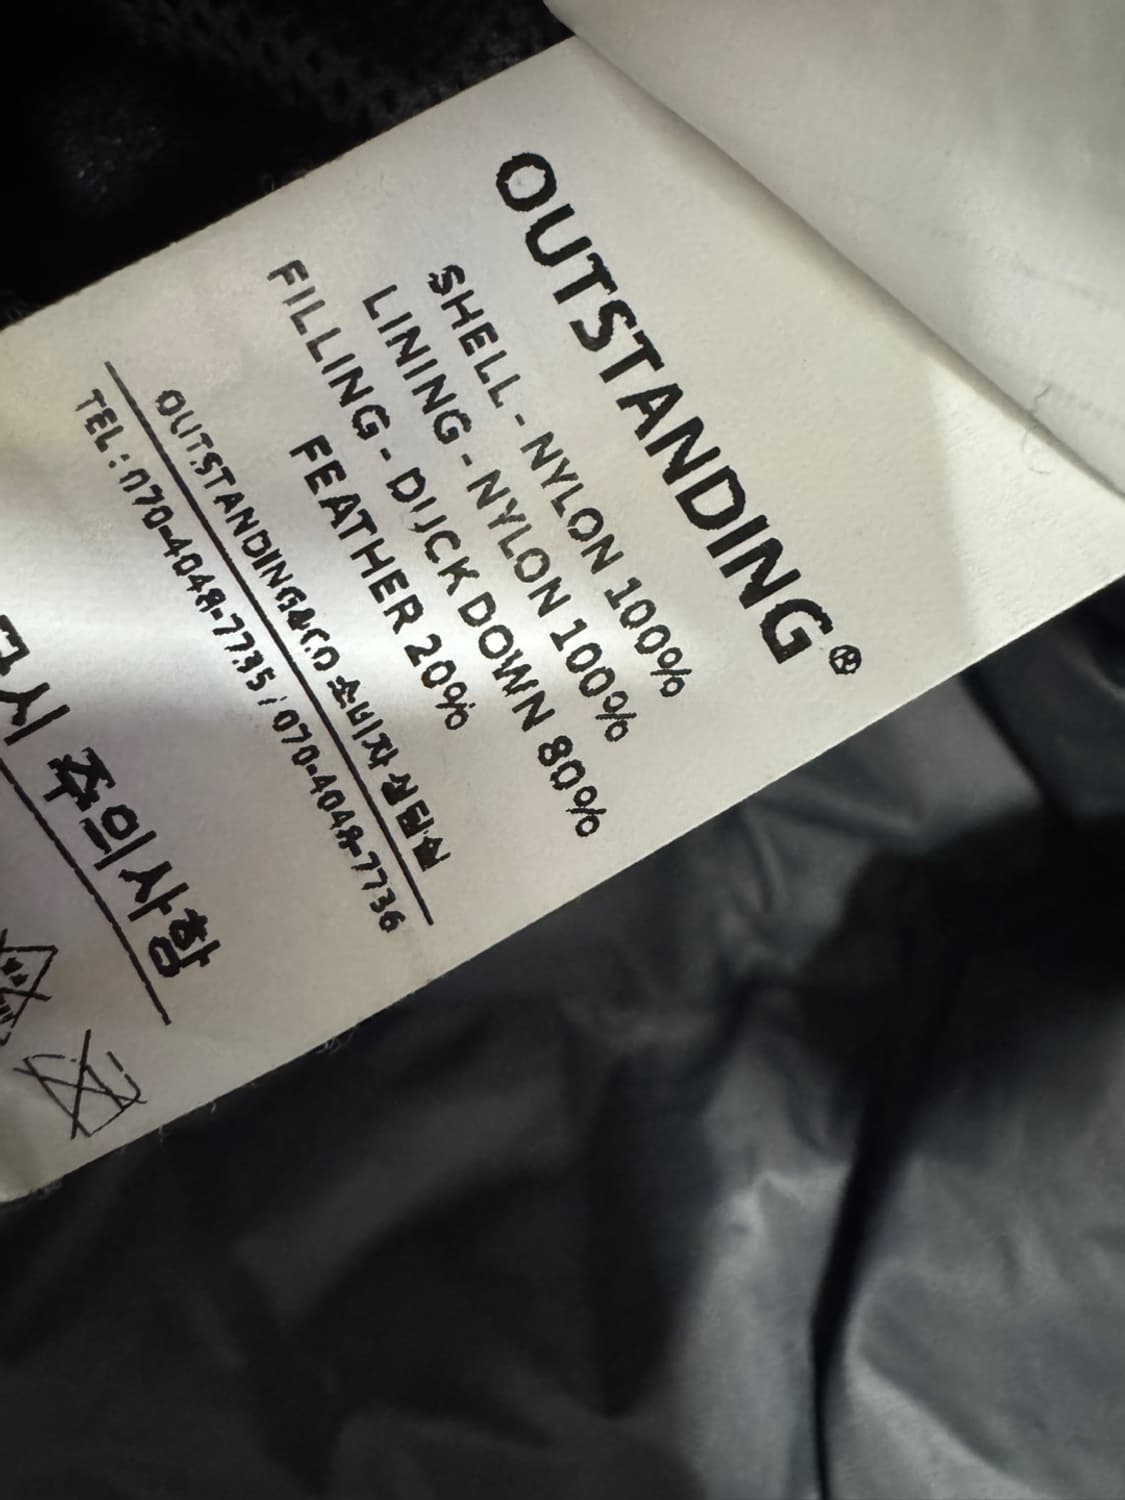 OUTSTANDING®
SHELL - NYLON 100%
LINING - NYLON 100%
FILLING - DUCK DOWN 80%
FEATHER 20%
OUTSTANDING&CO 소비자 상담실
TEL : 070-4048-7735 / 070-4048-7736
주의사항